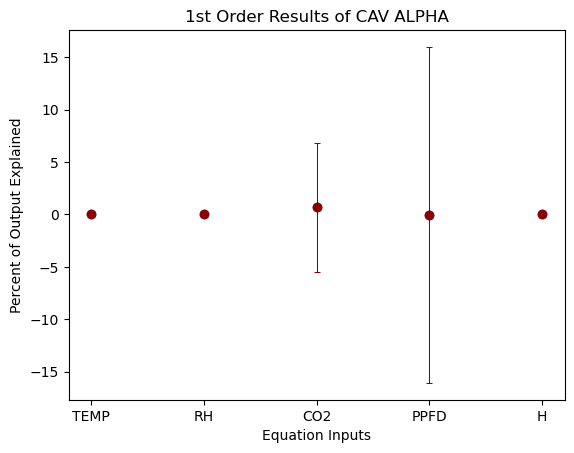 1st Order Results of CAV ALPHA
Percent of Output Explained
15
10
5
0
−5
−10
−15
TEMP RH CO2 PPFD H
Equation Inputs